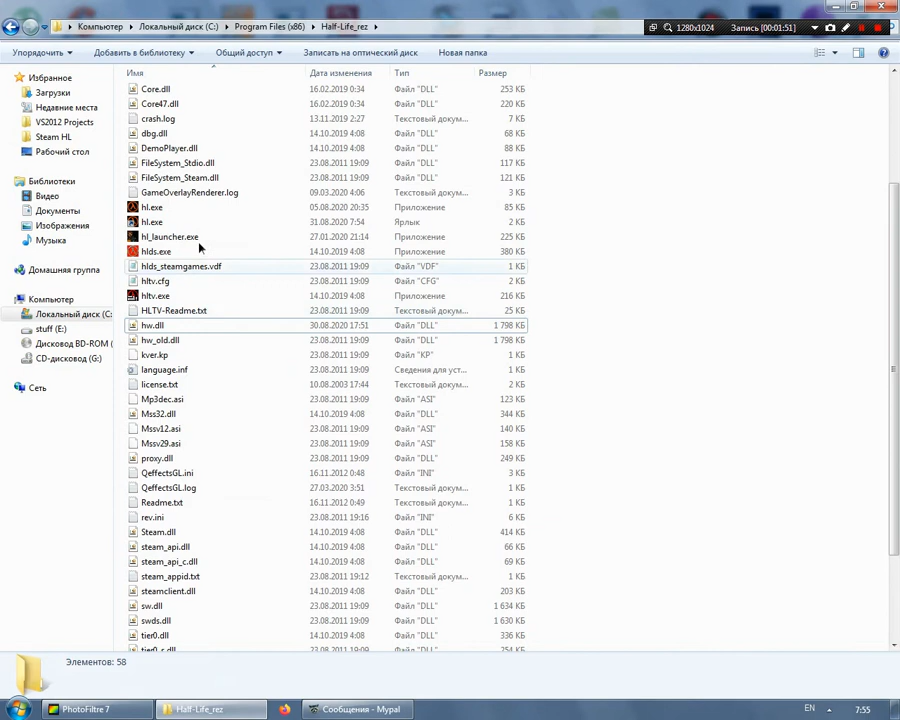 Компьютер ▸ Локальный диск (C:) ▸ Program Files (x86) ▸ Half-Life_rez ▸
1280x1024 Запись [00:01:51]
Упорядочить Добавить в библиотеку Общий доступ Записать на оптический диск Новая папка
Избранное
Загрузки
Недавние места
VS2012 Projects
Steam HL
Рабочий стол
Библиотеки
Видео
Документы
Изображения
Музыка
Домашняя группа
Компьютер
Локальный диск (C:
stuff (E:)
Дисковод BD-ROM (
CD-дисковод (G:)
Сеть
Имя Дата изменения Тип Размер
Core.dll 16.02.2019 0:34 Файл "DLL" 253 КБ
Core47.dll 16.02.2019 0:34 Файл "DLL" 220 КБ
crash.log 13.11.2019 2:27 Текстовый докум... 7 КБ
dbg.dll 14.10.2019 4:08 Файл "DLL" 68 КБ
DemoPlayer.dll 14.10.2019 4:08 Файл "DLL" 88 КБ
FileSystem_Stdio.dll 23.08.2011 19:09 Файл "DLL" 117 КБ
FileSystem_Steam.dll 23.08.2011 19:09 Файл "DLL" 121 КБ
GameOverlayRenderer.log 09.03.2020 4:06 Текстовый докум... 3 КБ
hl.exe 05.08.2020 20:35 Приложение 85 КБ
hl.exe 31.08.2020 7:54 Ярлык 2 КБ
hl_launcher.exe 27.01.2020 21:14 Приложение 225 КБ
hlds.exe 14.10.2019 4:08 Приложение 380 КБ
hlds_steamgames.vdf 23.08.2011 19:09 Файл "VDF" 1 КБ
hltv.cfg 23.08.2011 19:09 Файл "CFG" 2 КБ
hltv.exe 14.10.2019 4:08 Приложение 216 КБ
HLTV-Readme.txt 23.08.2011 19:09 Текстовый докум... 25 КБ
hw.dll 30.08.2020 17:51 Файл "DLL" 1 798 КБ
hw_old.dll 23.08.2011 19:09 Файл "DLL" 1 798 КБ
kver.kp 23.08.2011 19:09 Файл "KP" 1 КБ
language.inf 23.08.2011 19:09 Сведения для уст... 1 КБ
license.txt 10.08.2003 17:44 Текстовый докум... 2 КБ
Mp3dec.asi 23.08.2011 19:09 Файл "ASI" 123 КБ
Mss32.dll 14.10.2019 4:08 Файл "DLL" 344 КБ
Mssv12.asi 23.08.2011 19:09 Файл "ASI" 140 КБ
Mssv29.asi 23.08.2011 19:09 Файл "ASI" 158 КБ
proxy.dll 23.08.2011 19:09 Файл "DLL" 249 КБ
QeffectsGL.ini 16.11.2012 0:48 Файл "INI" 3 КБ
QeffectsGL.log 27.03.2020 3:51 Текстовый докум... 1 КБ
Readme.txt 16.11.2012 0:49 Текстовый докум... 1 КБ
rev.ini 23.08.2011 19:16 Файл "INI" 6 КБ
Steam.dll 14.10.2019 4:08 Файл "DLL" 414 КБ
steam_api.dll 14.10.2019 4:08 Файл "DLL" 66 КБ
steam_api_c.dll 14.10.2019 4:08 Файл "DLL" 69 КБ
steam_appid.txt 23.08.2011 19:12 Текстовый докум... 1 КБ
steamclient.dll 14.10.2019 4:08 Файл "DLL" 203 КБ
sw.dll 23.08.2011 19:09 Файл "DLL" 1 634 КБ
swds.dll 23.08.2011 19:09 Файл "DLL" 1 630 КБ
tier0.dll 14.10.2019 4:08 Файл "DLL" 336 КБ
tier0_s.dll 23.08.2011 19:09 Файл "DLL" 254 КБ
Элементов: 58
PhotoFiltre 7 Half-Life_rez Сообщения - Mypal EN 7:55